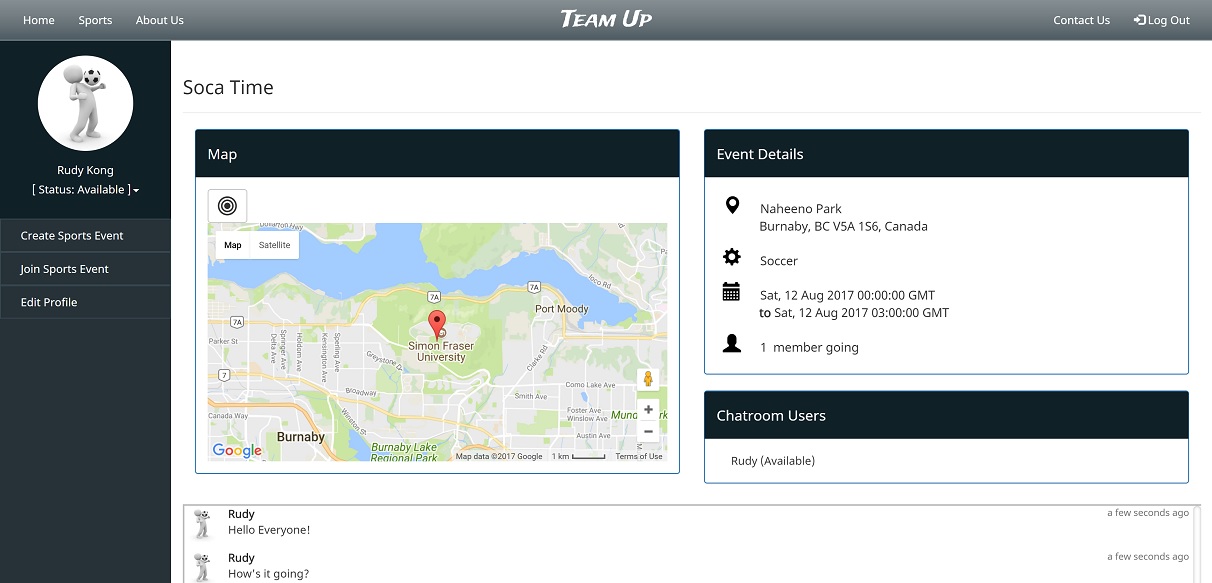 Home Sports About Us TEAM UP Contact Us Log Out
Rudy Kong
[ Status: Available ]
Create Sports Event
Join Sports Event
Edit Profile
Soca Time
Map
Map Satellite
7A
7A
7A
7
Ioco Rd
Port Moody
Simon Fraser
University
Parker St
Delta Ave
Springer Ave
Holdom Ave
Kensington Ave
Sperling Ave
Greystone Dr
Clarke Rd
Broadway
Como Lake Ave
Smith Ave
Foster Ave
Winslow Ave
Austin Ave
Canada Way
Winston St
Burnaby
Burnaby Lake
Regional Park
Google
Map data ©2017 Google 1 km Terms of Use
Event Details
Naheeno Park
Burnaby, BC V5A 1S6, Canada
Soccer
Sat, 12 Aug 2017 00:00:00 GMT
to Sat, 12 Aug 2017 03:00:00 GMT
1 member going
Chatroom Users
Rudy (Available)
Rudy a few seconds ago
Hello Everyone!
Rudy a few seconds ago
How's it going?